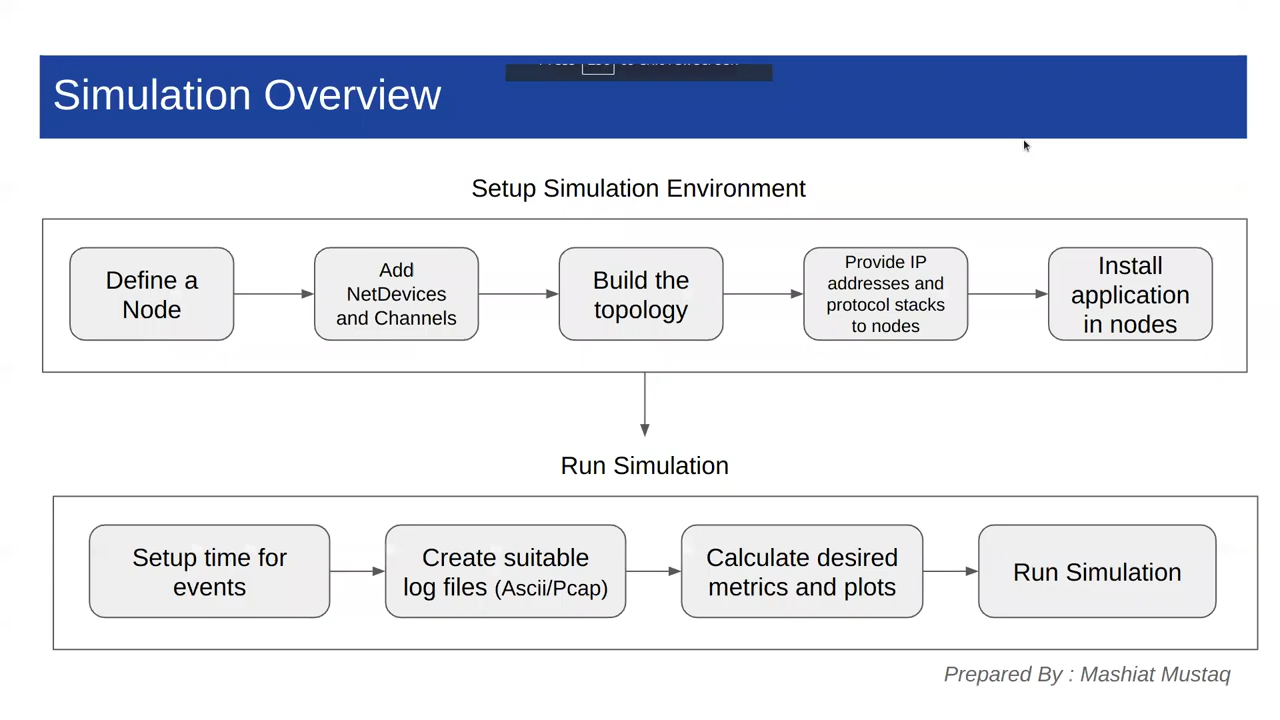 Simulation Overview
Setup Simulation Environment
Define a
Node
Add
NetDevices
and Channels
Build the
topology
Provide IP
addresses and
protocol stacks
to nodes
Install
application
in nodes
Run Simulation
Setup time for
events
Create suitable
log files (Ascii/Pcap)
Calculate desired
metrics and plots
Run Simulation
Prepared By : Mashiat Mustaq